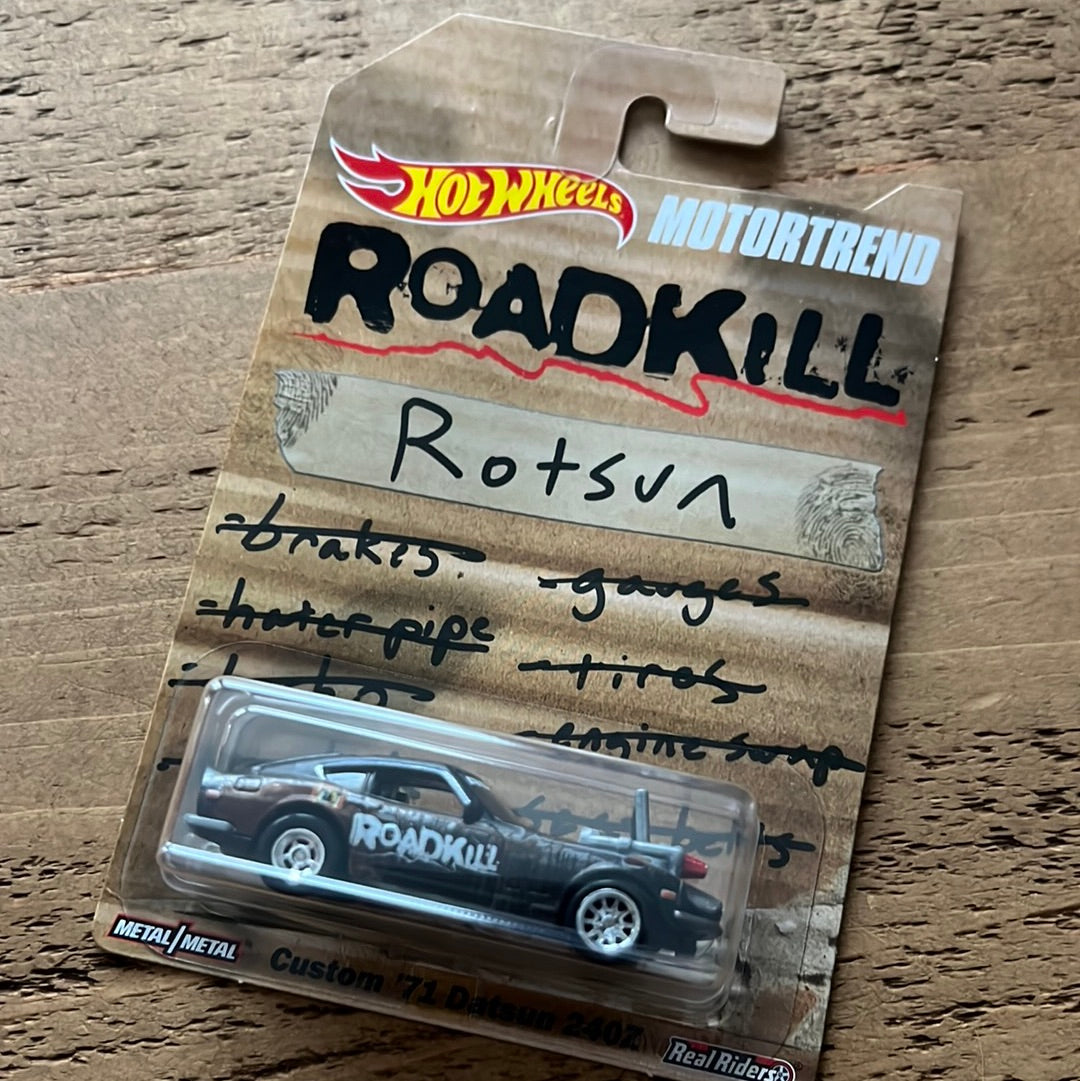 HOT WHEELS MOTORTREND
ROADKILL
Rotsun
-brakes. -gauges
-hater pipe -tires
-engine swap
ROADKILL
METAL/METAL
Custom '71 Datsun 240Z
Real Riders